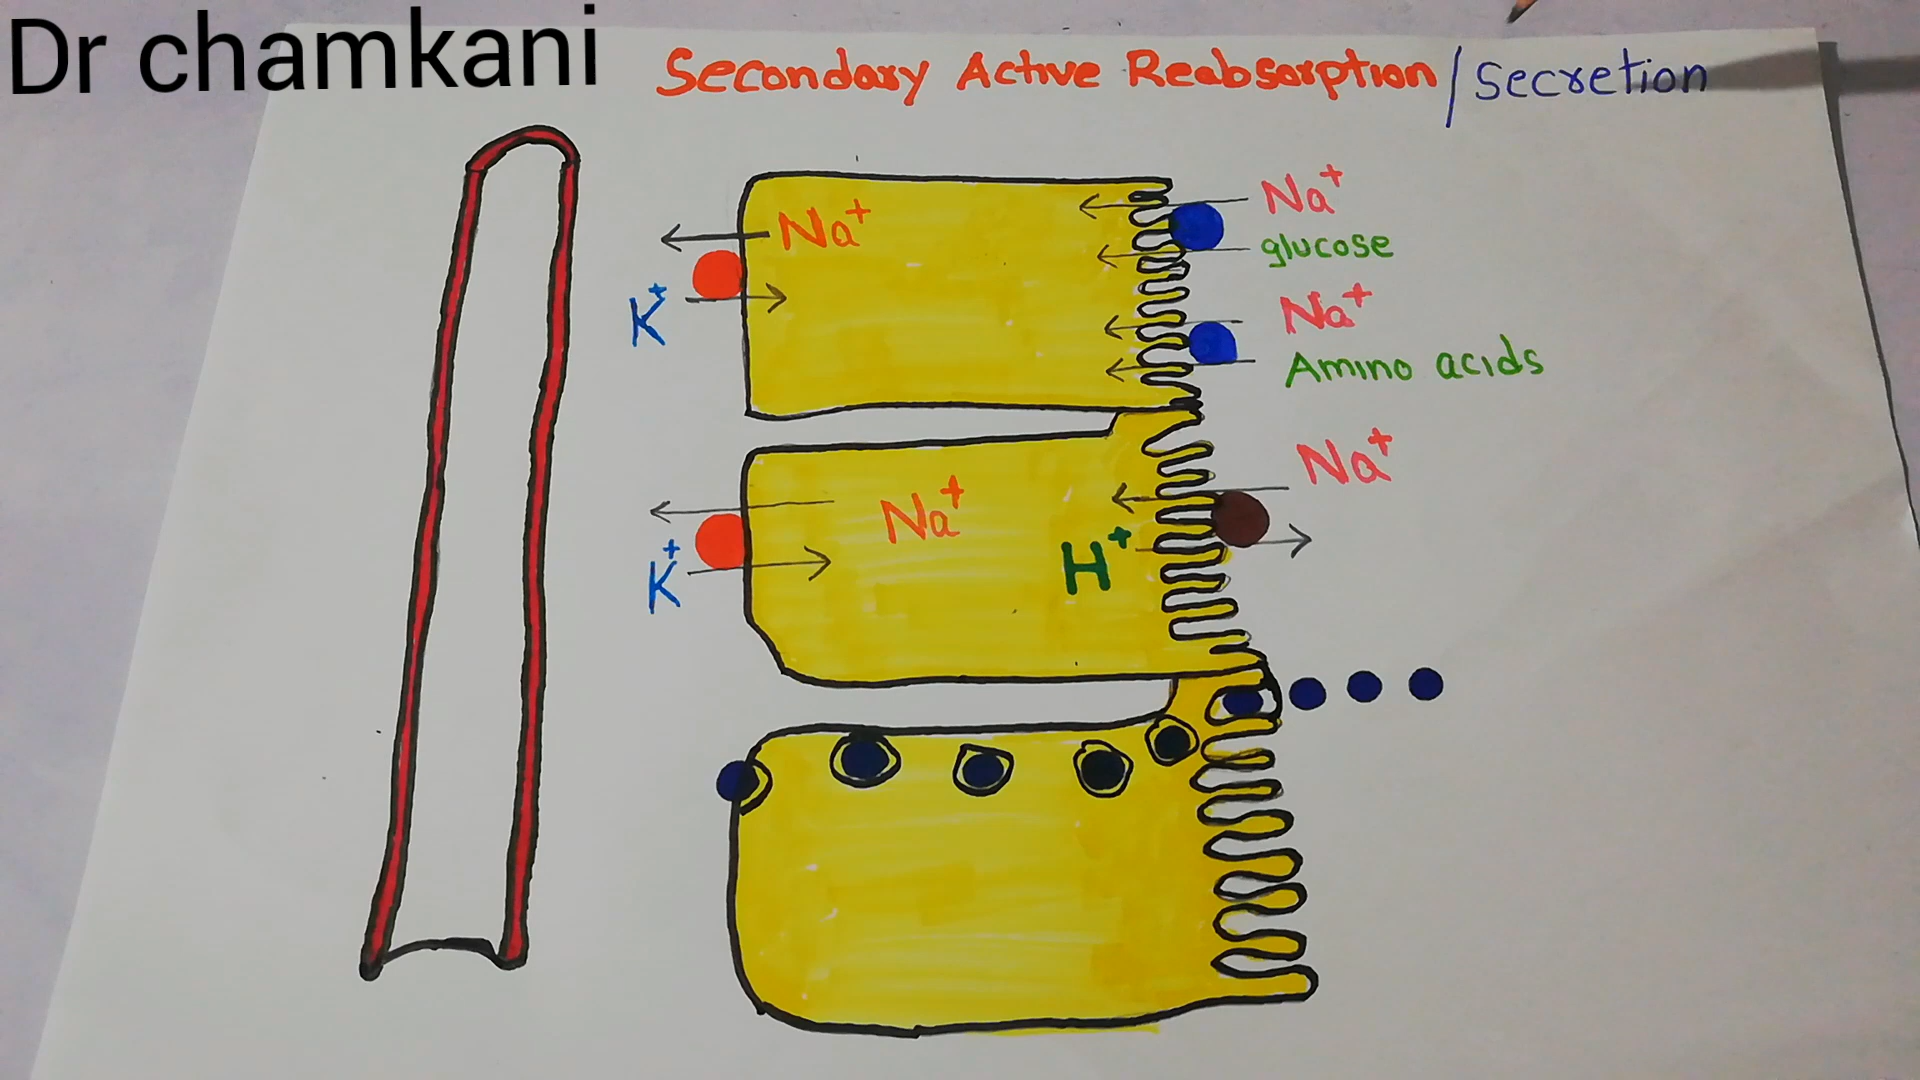 Dr chamkani
Secondary Active Reabsorption / Secretion
Na+
glucose
Na+
K+
Na+
Amino acids
Na+
Na+
H+
K+